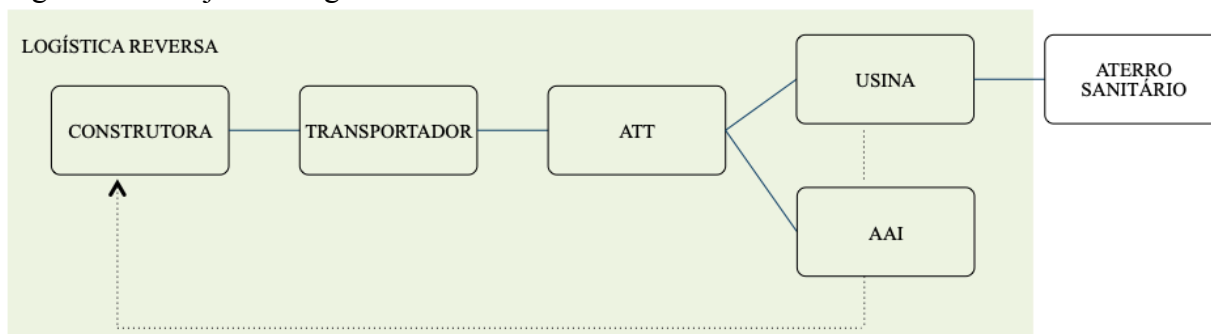 LOGÍSTICA REVERSA
CONSTRUTORA
TRANSPORTADOR
ATT
USINA
ATERRO
SANITÁRIO
AAI